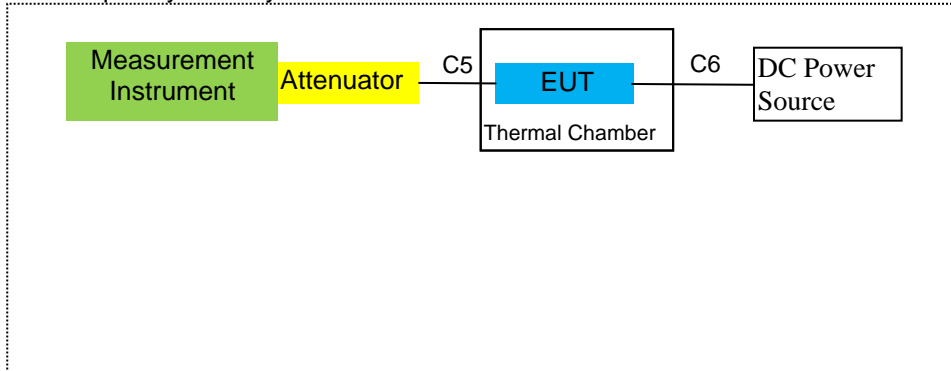 Measurement
Instrument
Attenuator
C5
EUT
Thermal Chamber
C6
DC Power
Source